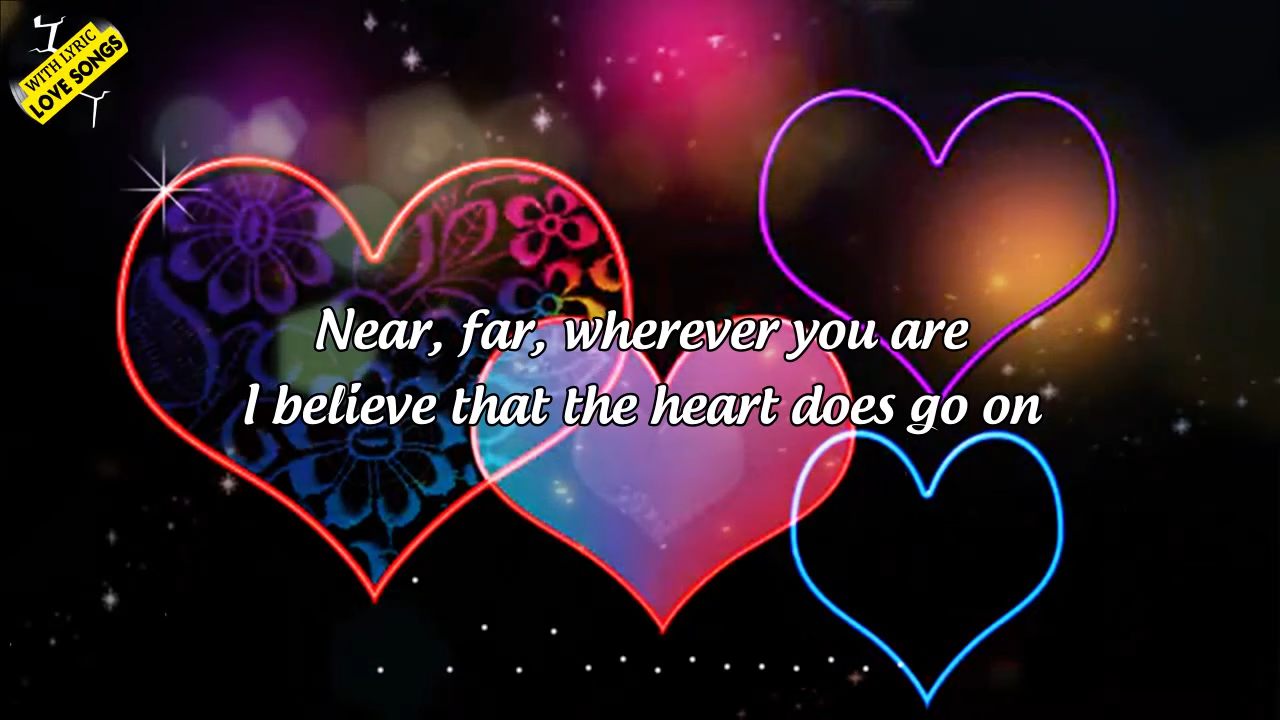 WITH LYRIC
LOVE SONGS
Near, far, wherever you are
I believe that the heart does go on